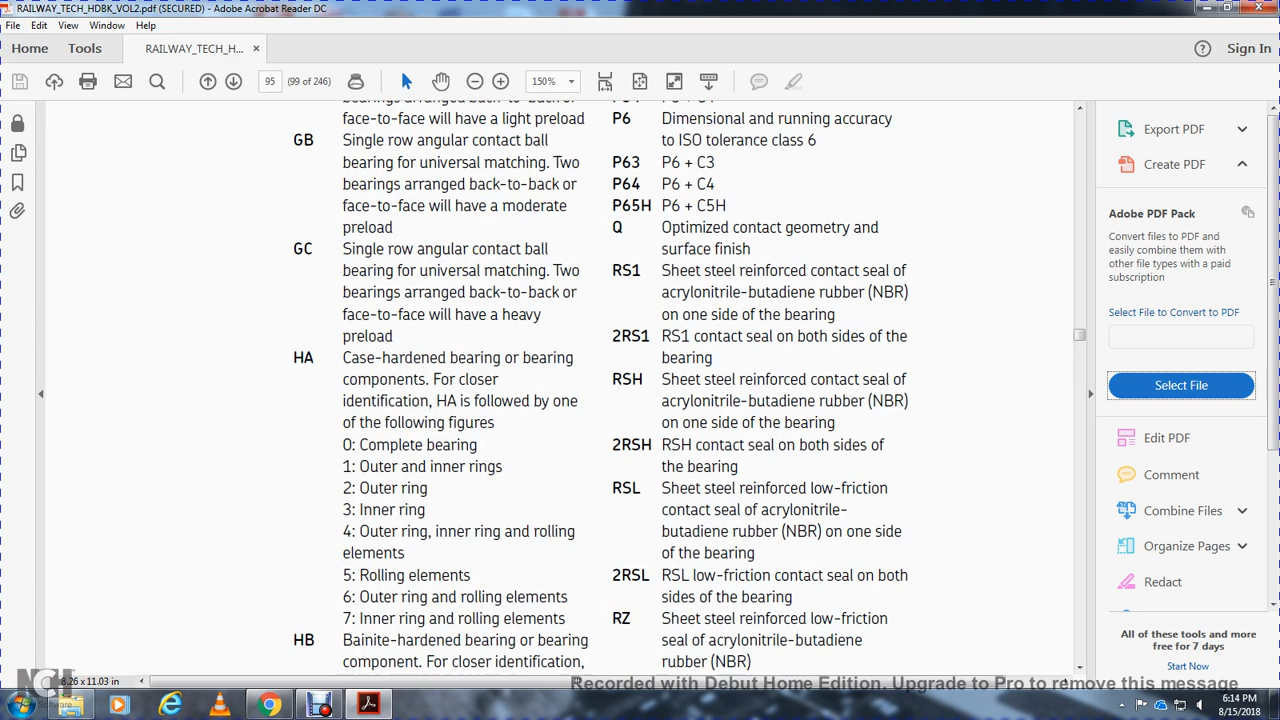 RAILWAY_TECH_HDBK_VOl2.pdf (SECURED) - Adobe Acrobat Reader DC
File Edit View Window Help
Home Tools RAILWAY_TECH_H... × Sign In
95 (99 of 246) 150%
bearings arranged back-to-back or
face-to-face will have a light preload
GB Single row angular contact ball
bearing for universal matching. Two
bearings arranged back-to-back or
face-to-face will have a moderate
preload
GC Single row angular contact ball
bearing for universal matching. Two
bearings arranged back-to-back or
face-to-face will have a heavy
preload
HA Case-hardened bearing or bearing
components. For closer
identification, HA is followed by one
of the following figures
0: Complete bearing
1: Outer and inner rings
2: Outer ring
3: Inner ring
4: Outer ring, inner ring and rolling
elements
5: Rolling elements
6: Outer ring and rolling elements
7: Inner ring and rolling elements
HB Bainite-hardened bearing or bearing
component. For closer identification,
P6 Dimensional and running accuracy
to ISO tolerance class 6
P63 P6 + C3
P64 P6 + C4
P65H P6 + C5H
Q Optimized contact geometry and
surface finish
RS1 Sheet steel reinforced contact seal of
acrylonitrile-butadiene rubber (NBR)
on one side of the bearing
2RS1 RS1 contact seal on both sides of the
bearing
RSH Sheet steel reinforced contact seal of
acrylonitrile-butadiene rubber (NBR)
on one side of the bearing
2RSH RSH contact seal on both sides of
the bearing
RSL Sheet steel reinforced low-friction
contact seal of acrylonitrile-
butadiene rubber (NBR) on one side
of the bearing
2RSL RSL low-friction contact seal on both
sides of the bearing
RZ Sheet steel reinforced low-friction
seal of acrylonitrile-butadiene
rubber (NBR)
Export PDF
Create PDF
Adobe PDF Pack
Convert files to PDF and
easily combine them with
other file types with a paid
subscription
Select File to Convert to PDF
Select File
Edit PDF
Comment
Combine Files
Organize Pages
Redact
All of these tools and more
free for 7 days
Start Now
8.26 x 11.03 in
NCH Software
Recorded with Debut Home Edition. Upgrade to Pro to remove this message
6:14 PM
8/15/2018